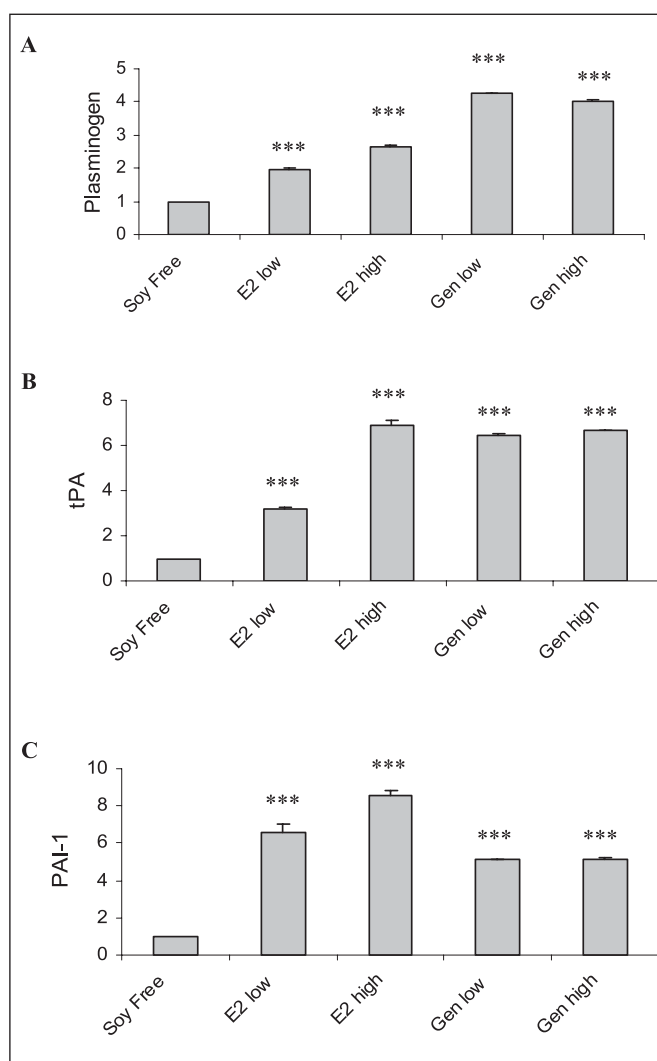 A
Plasminogen
5
4
3
2
1
0
***
***
***
***
Soy Free
E2 low
E2 high
Gen low
Gen high
B
tPA
8
6
4
2
0
***
***
***
***
Soy Free
E2 low
E2 high
Gen low
Gen high
C
PAI-1
10
8
6
4
2
0
***
***
***
***
Soy Free
E2 low
E2 high
Gen low
Gen high